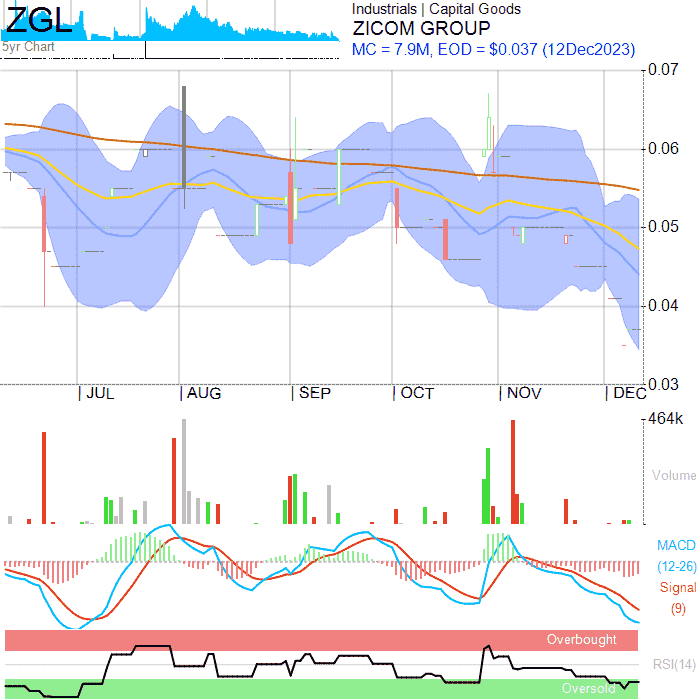 ZGL
5yr Chart
Industrials | Capital Goods
ZICOM GROUP
MC = 7.9M, EOD = $0.037 (12Dec2023)
0.07
0.06
0.05
0.04
0.03
| JUL | AUG | SEP | OCT | NOV | DEC
464k
Volume
MACD
(12-26)
Signal
(9)
Overbought
RSI(14)
Oversold